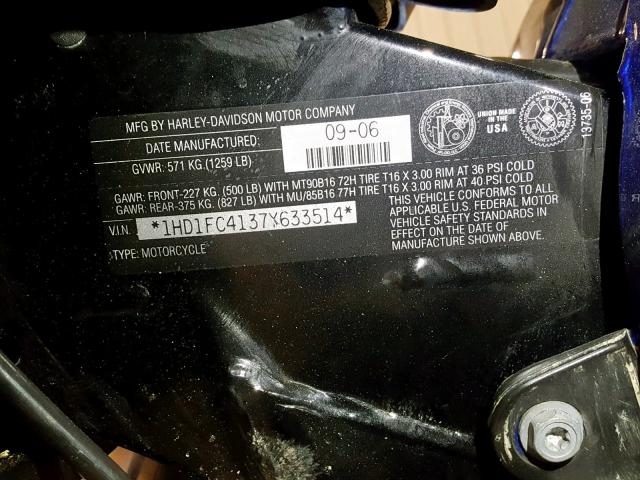 MFG BY HARLEY-DAVIDSON MOTOR COMPANY
DATE MANUFACTURED: 09-06
GVWR: 571 KG.(1259 LB)
GAWR: FRONT-227 KG. (500 LB) WITH MT90B16 72H TIRE T16 X 3.00 RIM AT 36 PSI COLD
GAWR: REAR-375 KG. (827 LB) WITH MU/85B16 77H TIRE T16 X 3.00 RIM AT 40 PSI COLD
V.I.N. *1HD1FC4137Y633514*
TYPE: MOTORCYCLE
THIS VEHICLE CONFORMS TO ALL
APPLICABLE U.S. FEDERAL MOTOR
VEHICLE SAFETY STANDARDS IN
EFFECT ON THE DATE OF
MANUFACTURE SHOWN ABOVE.
UNION MADE
IN THE
USA
13735-06